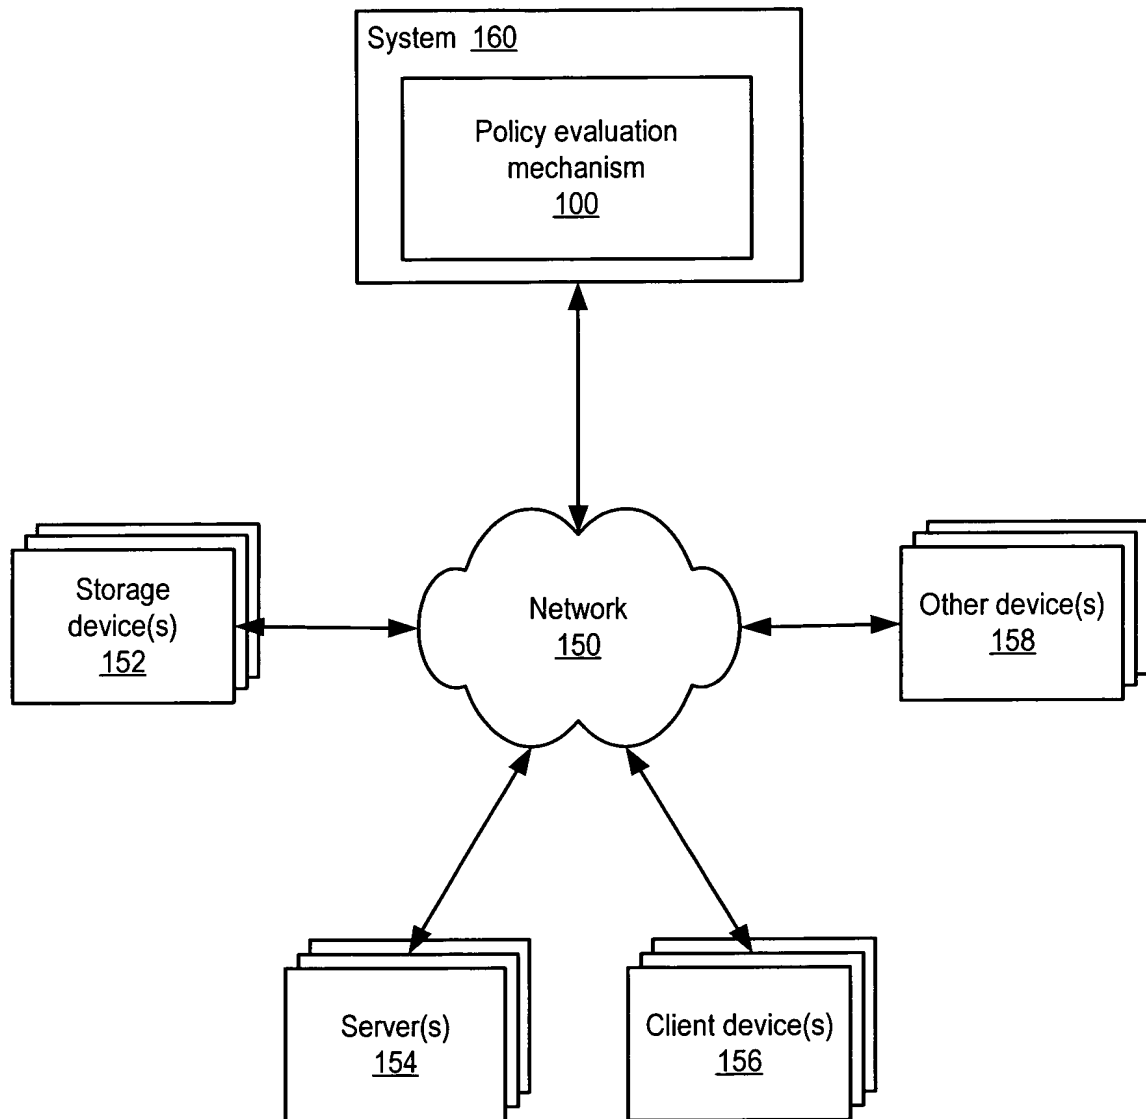 System 160
Policy evaluation
mechanism
100
Storage
device(s)
152
Network
150
Other device(s)
158
Server(s)
154
Client device(s)
156